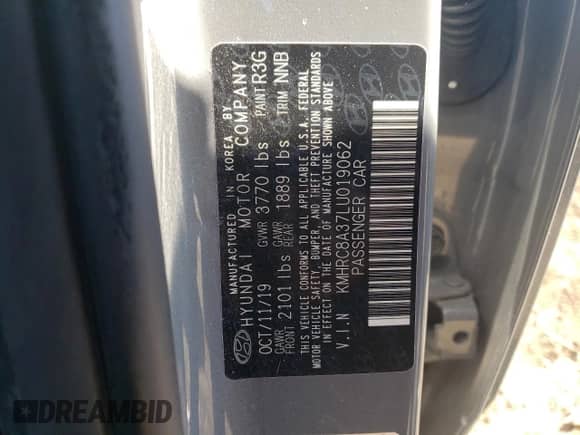 MANUFACTURED IN KOREA BY
HYUNDAI MOTOR COMPANY
OCT/11/19 GVWR 3770 lbs PAINT R3G
GAWR FRONT 2101 lbs GAWR REAR 1889 lbs TRIM NNB
THIS VEHICLE CONFORMS TO ALL APPLICABLE U.S.A. FEDERAL
MOTOR VEHICLE SAFETY, BUMPER, AND THEFT PREVENTION STANDARDS
IN EFFECT ON THE DATE OF MANUFACTURE SHOWN ABOVE
V.I.N KMHRC8A37LU019062
PASSENGER CAR
DREAMBID